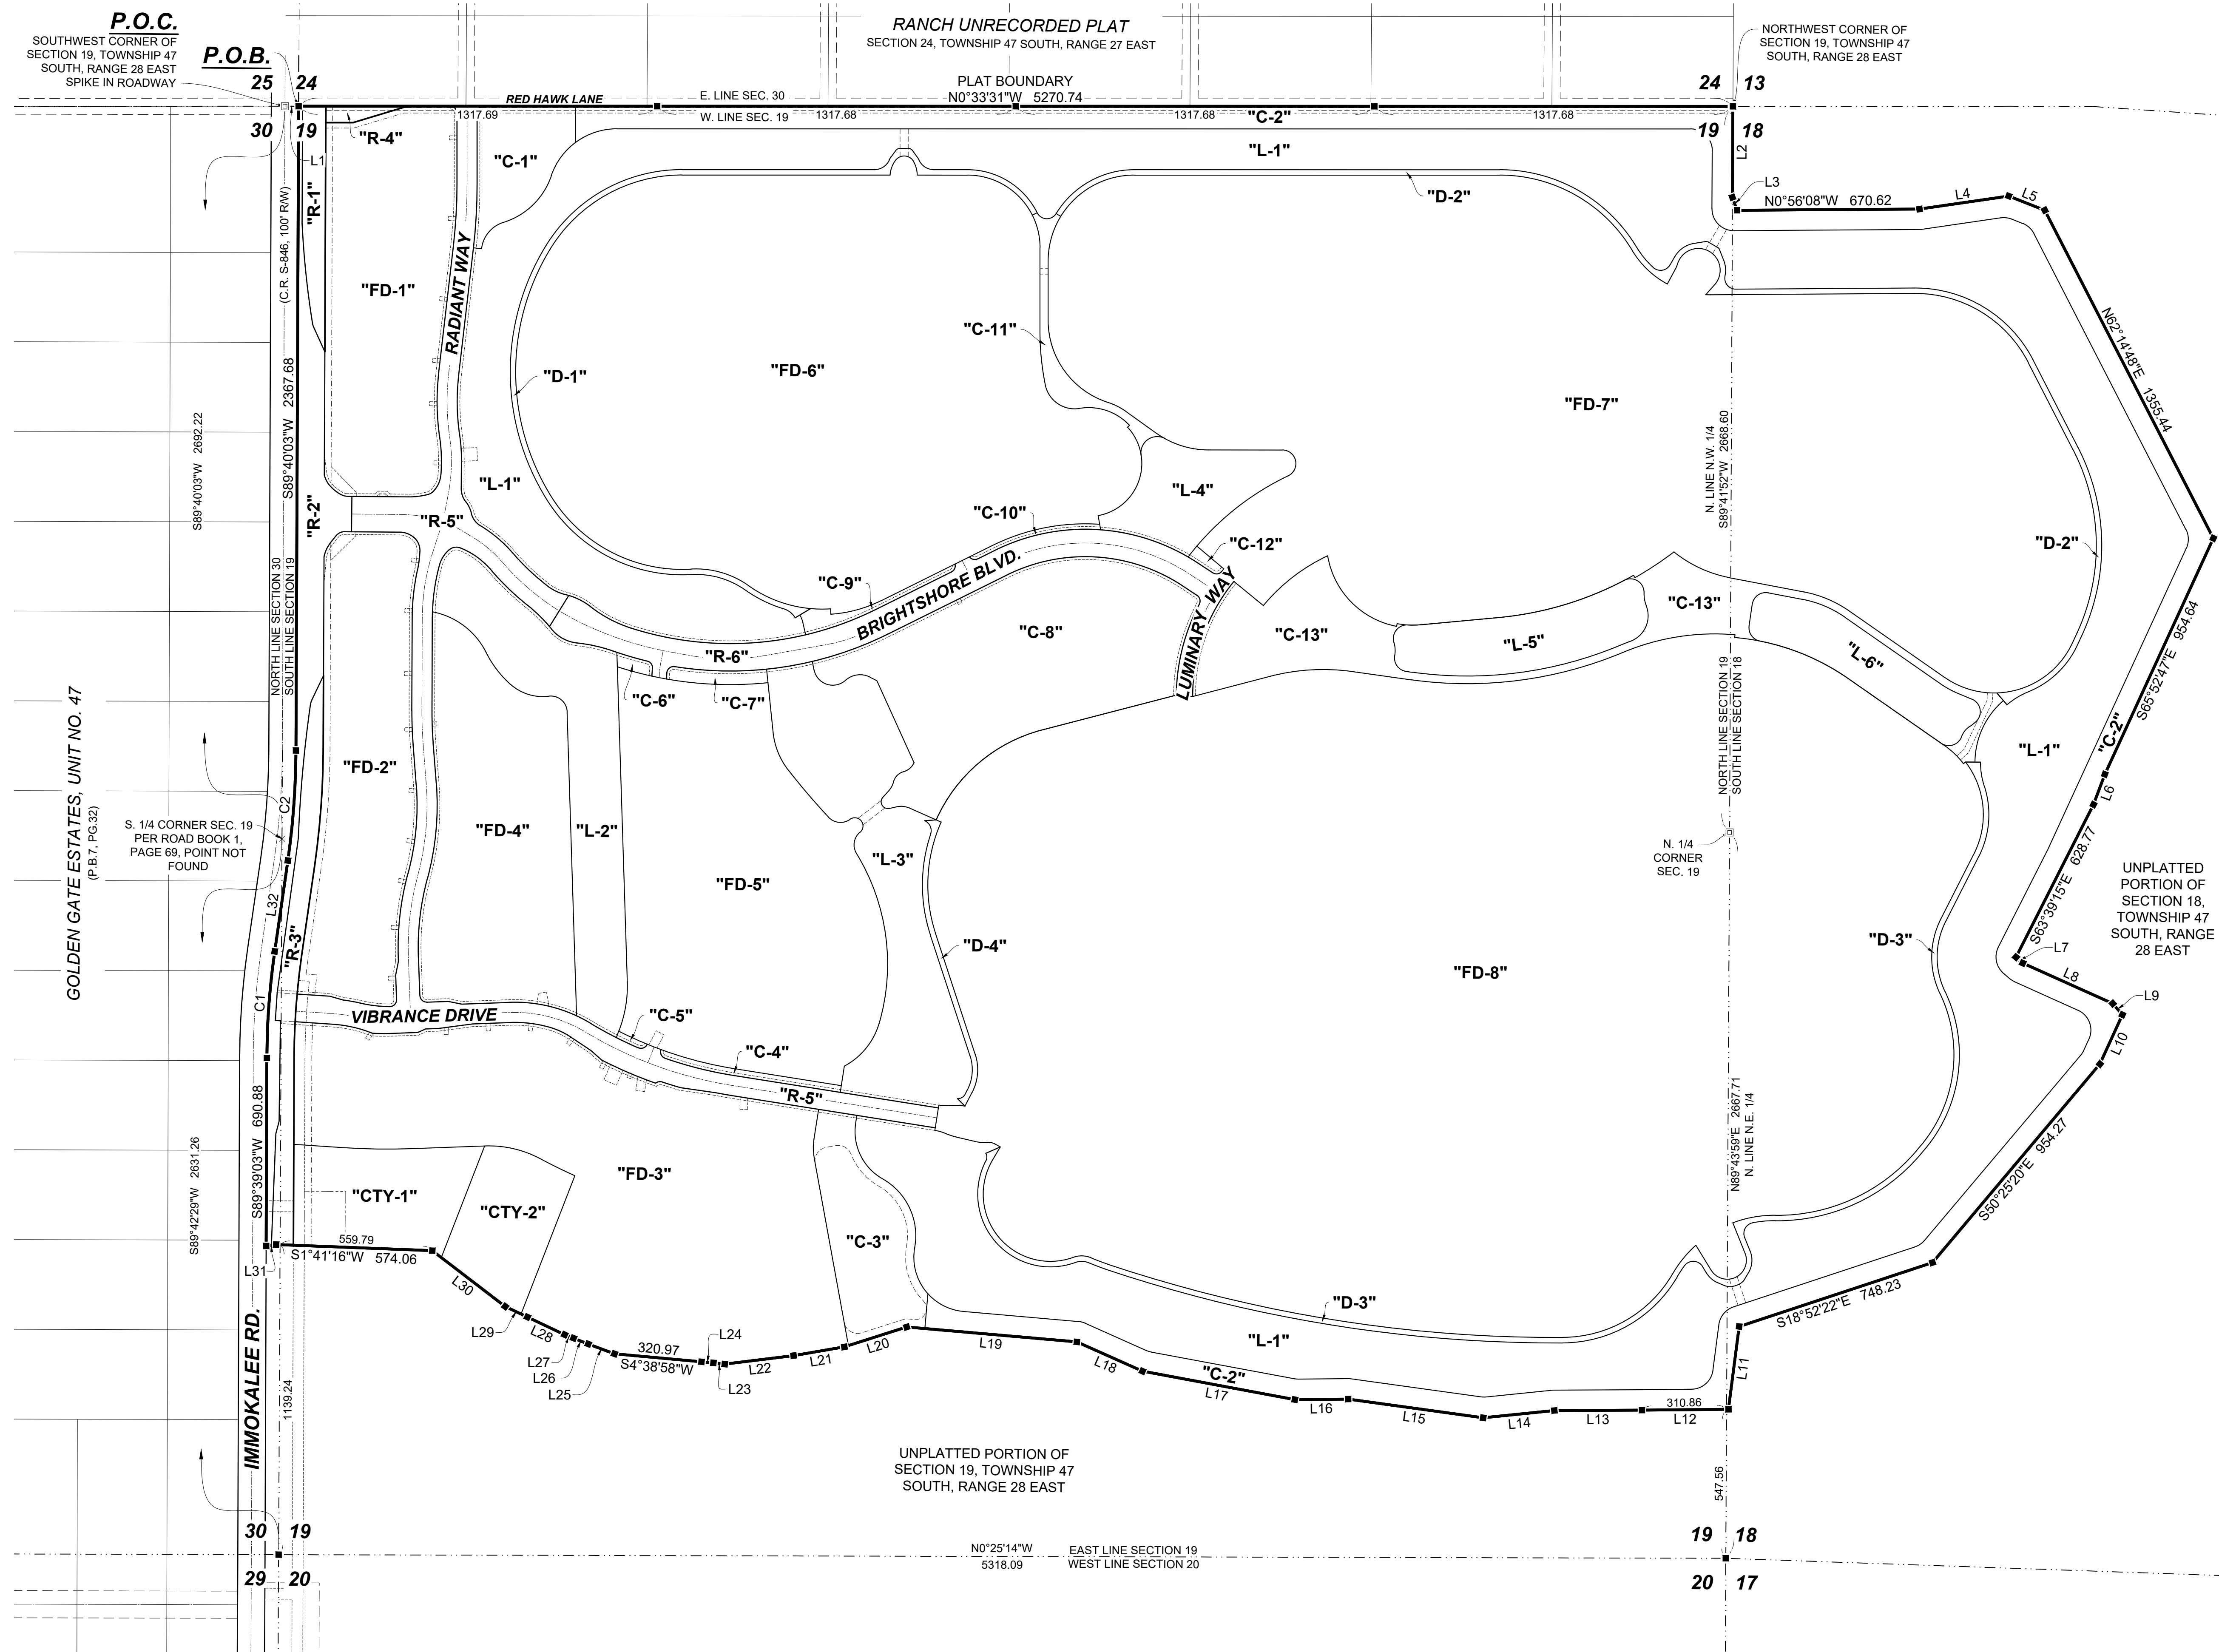 P.O.C.
SOUTHWEST CORNER OF
SECTION 19, TOWNSHIP 47
SOUTH, RANGE 28 EAST
SPIKE IN ROADWAY
P.O.B.
25 24
30 19
RANCH UNRECORDED PLAT
SECTION 24, TOWNSHIP 47 SOUTH, RANGE 27 EAST
PLAT BOUNDARY
N0°33'31"W 5270.74
RED HAWK LANE
E. LINE SEC. 30
W. LINE SEC. 19
1317.69
1317.68
1317.68
1317.68
NORTHWEST CORNER OF
SECTION 19, TOWNSHIP 47
SOUTH, RANGE 28 EAST
24 13
19 18
"C-2"
"R-4"
L1
"R-1"
"C-1"
"L-1"
"D-2"
L2
L3
N0°56'08"W 670.62
L4
L5
(C.R. S-846, 100' R/W)
"FD-1"
RADIANT WAY
"D-1"
"FD-6"
"C-11"
"FD-7"
N62°14'48"E 1355.44
S89°40'03"W 2692.22
S89°40'03"W 2367.68
"R-2"
"L-1"
"R-5"
"L-4"
"C-10"
"C-12"
"C-9"
BRIGHTSHORE BLVD.
LUMINARY WAY
N. LINE N.W. 1/4
S89°41'52"W 2668.60
"D-2"
NORTH LINE SECTION 30
SOUTH LINE SECTION 19
"C-8"
"C-13"
"C-13"
"L-5"
"L-6"
"R-6"
"C-6"
"C-7"
S65°52'47"E 954.64
"C-2"
"L-1"
NORTH LINE SECTION 19
SOUTH LINE SECTION 18
GOLDEN GATE ESTATES, UNIT NO. 47
(P.B.7, PG.32)
"FD-2"
C2
S. 1/4 CORNER SEC. 19
PER ROAD BOOK 1,
PAGE 69, POINT NOT
FOUND
"FD-4"
"L-2"
"FD-5"
"L-3"
N. 1/4
CORNER
SEC. 19
L6
S63°39'15"E 628.77
UNPLATTED
PORTION OF
SECTION 18,
TOWNSHIP 47
SOUTH, RANGE
28 EAST
L32
"R-3"
"D-4"
"FD-8"
"D-3"
L7
L8
L9
L10
C1
VIBRANCE DRIVE
"C-5"
"C-4"
"R-5"
S89°39'03"W 690.88
S89°42'29"W 2631.26
N89°43'59"E 2667.71
N. LINE N.E. 1/4
S50°25'20"E 954.27
"FD-3"
"CTY-1"
"CTY-2"
"C-3"
559.79
S1°41'16"W 574.06
L31
L30
L29
L28
L27
L26
L25
320.97
S4°38'58"W
L24
L23
L22
L21
L20
L19
L18
"D-3"
"L-1"
"C-2"
L17
L16
L15
L14
L13
310.86
L12
L11
S18°52'22"E 748.23
IMMOKALEE RD.
1139.24
547.56
UNPLATTED PORTION OF
SECTION 19, TOWNSHIP 47
SOUTH, RANGE 28 EAST
30 19
29 20
N0°25'14"W
5318.09
EAST LINE SECTION 19
WEST LINE SECTION 20
19 18
20 17